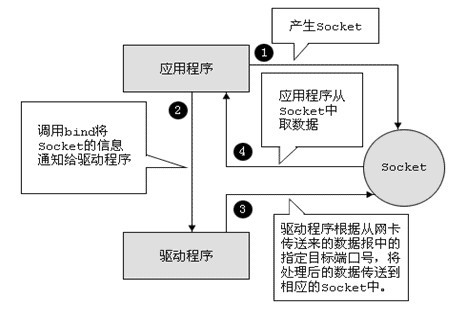 ❶
产生Socket
应用程序
❷
应用程序从
Socket中
取数据
调用bind将
Socket的信息
通知给驱动程序
❹
Socket
❸
驱动程序
驱动程序根据从网卡
传送来的数据报中的
指定目标端口号，将
处理后的数据传送到
相应的Socket中。